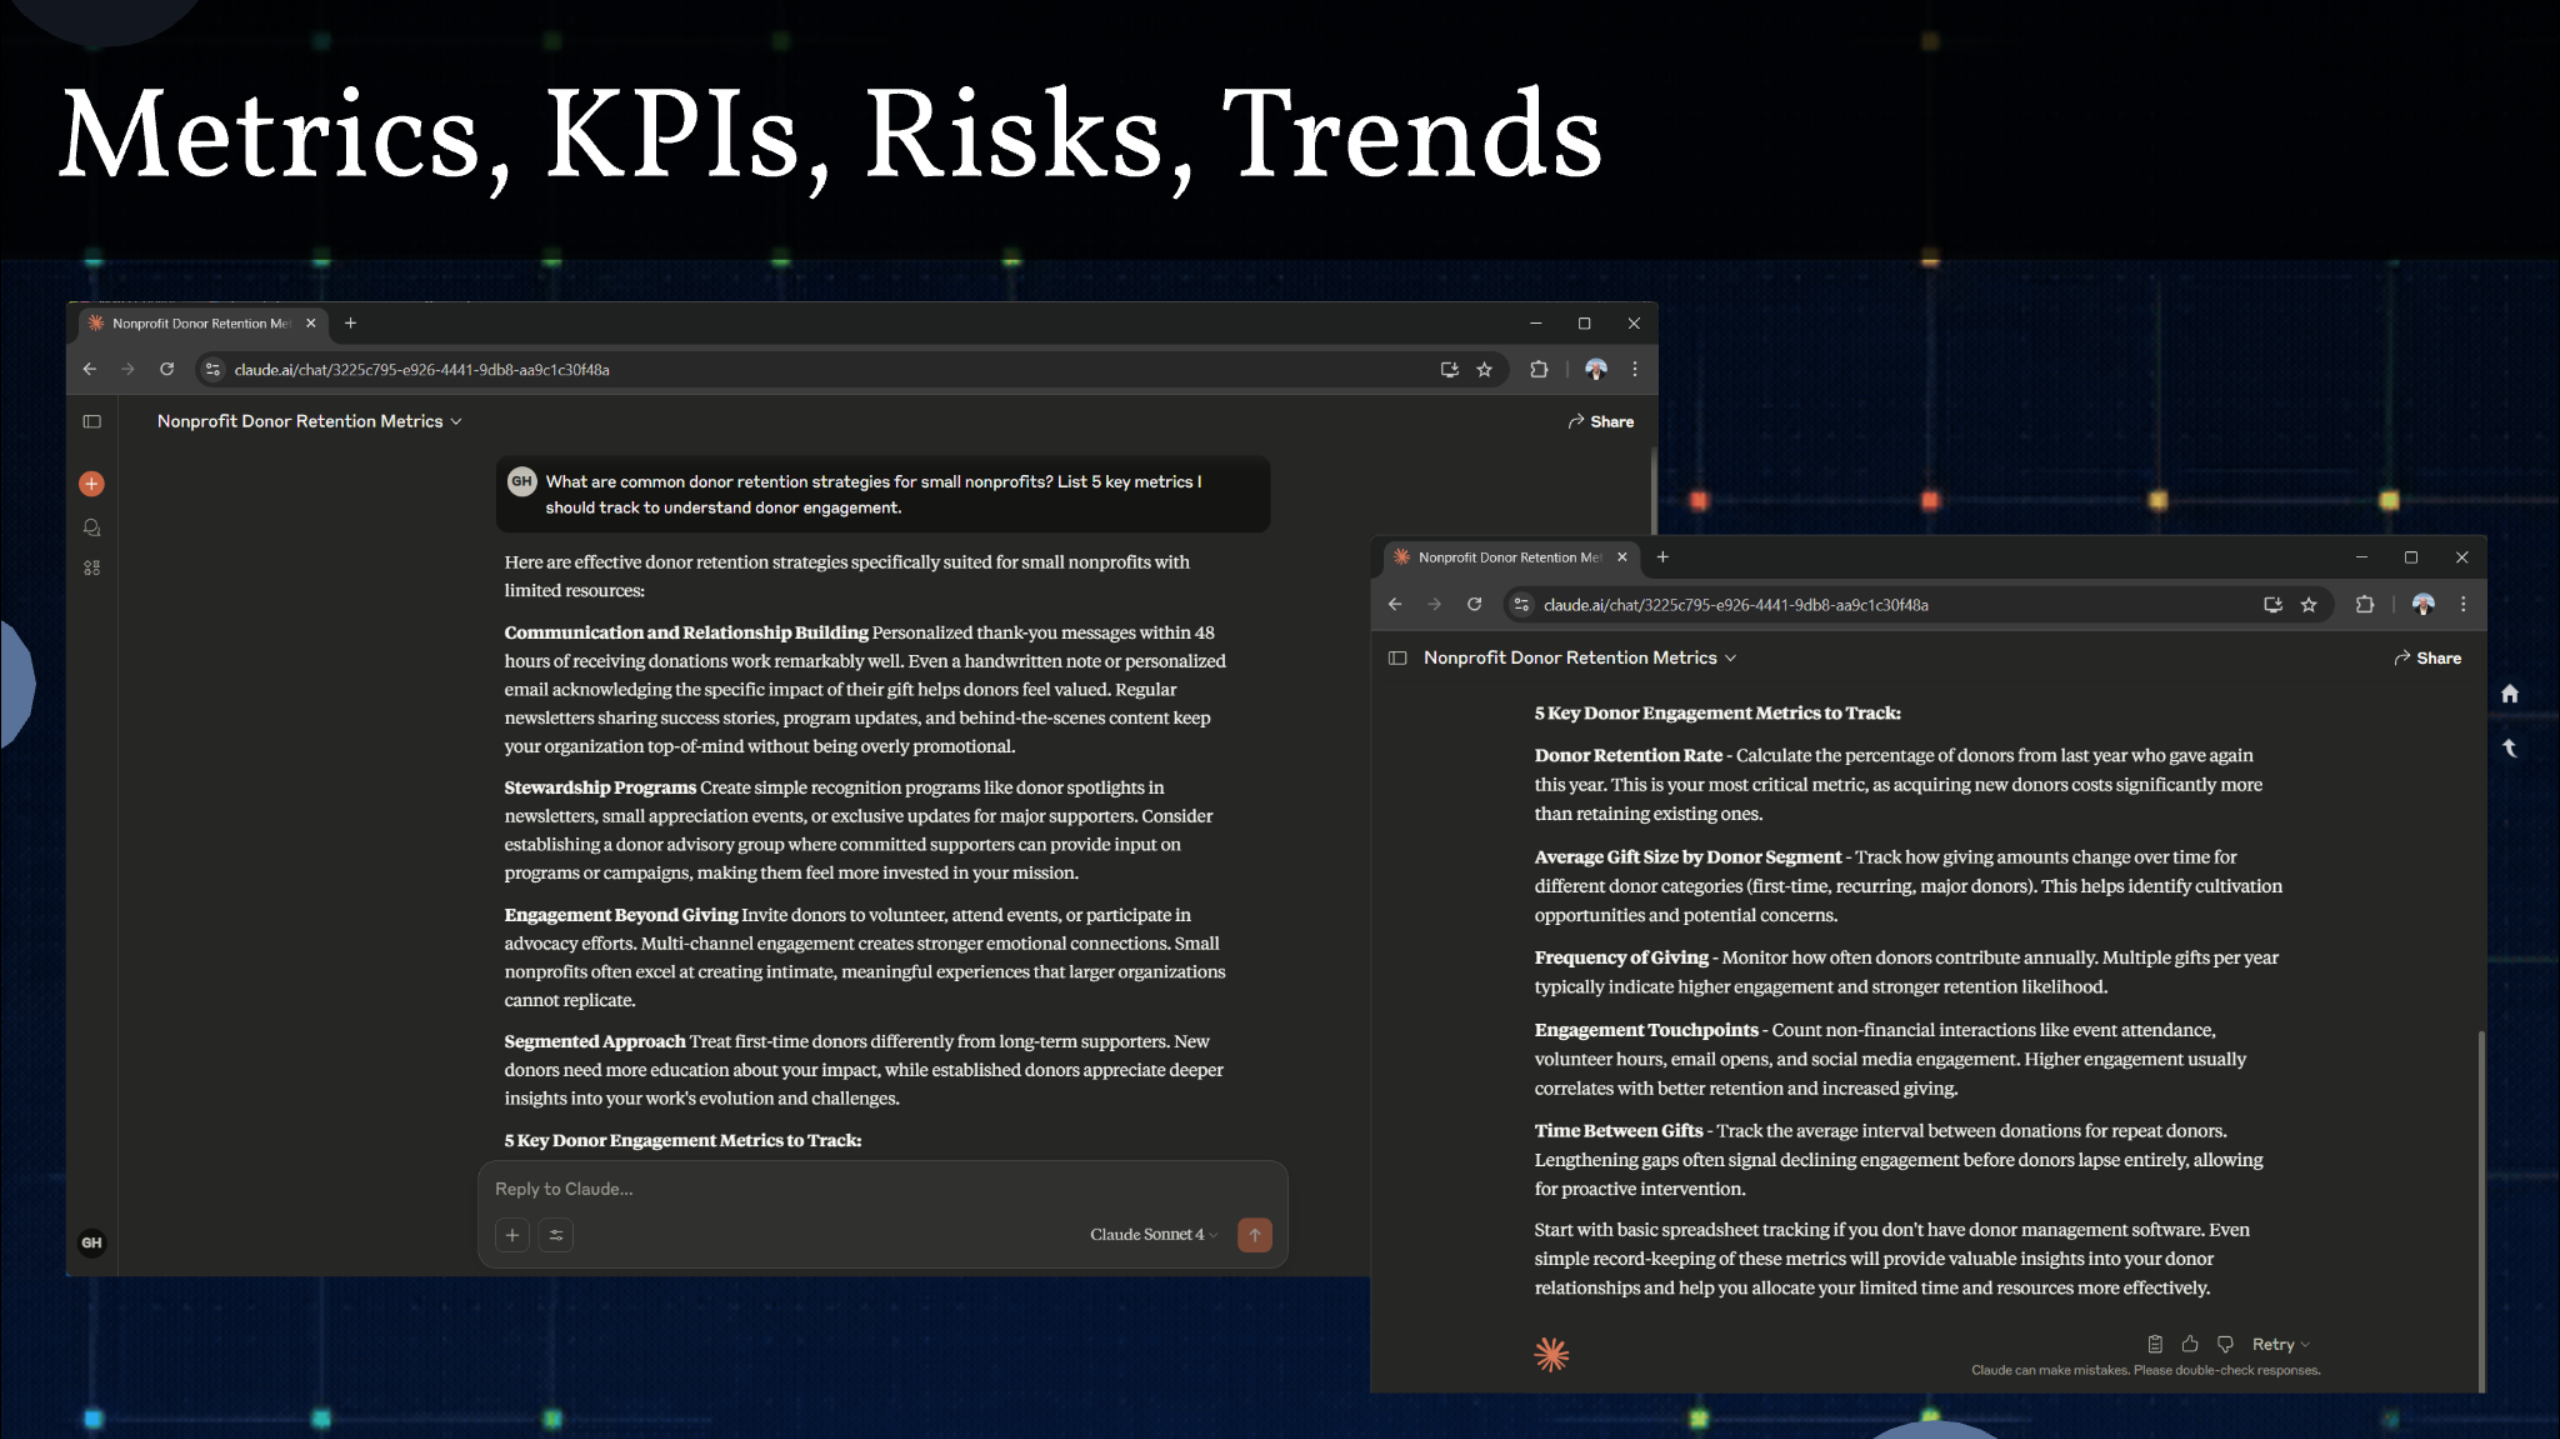 Metrics, KPIs, Risks, Trends
Nonprofit Donor Retention Me
claude.ai/chat/3225c795-e926-4441-9db8-aa9c1c30f48a
Nonprofit Donor Retention Metrics
Share
GH
What are common donor retention strategies for small nonprofits? List 5 key metrics I
should track to understand donor engagement.
Here are effective donor retention strategies specifically suited for small nonprofits with
limited resources:
Communication and Relationship Building Personalized thank-you messages within 48
hours of receiving donations work remarkably well. Even a handwritten note or personalized
email acknowledging the specific impact of their gift helps donors feel valued. Regular
newsletters sharing success stories, program updates, and behind-the-scenes content keep
your organization top-of-mind without being overly promotional.
Stewardship Programs Create simple recognition programs like donor spotlights in
newsletters, small appreciation events, or exclusive updates for major supporters. Consider
establishing a donor advisory group where committed supporters can provide input on
programs or campaigns, making them feel more invested in your mission.
Engagement Beyond Giving Invite donors to volunteer, attend events, or participate in
advocacy efforts. Multi-channel engagement creates stronger emotional connections. Small
nonprofits often excel at creating intimate, meaningful experiences that larger organizations
cannot replicate.
Segmented Approach Treat first-time donors differently from long-term supporters. New
donors need more education about your impact, while established donors appreciate deeper
insights into your work's evolution and challenges.
5 Key Donor Engagement Metrics to Track:
Reply to Claude...
Claude Sonnet 4
GH
Nonprofit Donor Retention Me
claude.ai/chat/3225c795-e926-4441-9db8-aa9c1c30f48a
Nonprofit Donor Retention Metrics
Share
5 Key Donor Engagement Metrics to Track:
Donor Retention Rate - Calculate the percentage of donors from last year who gave again
this year. This is your most critical metric, as acquiring new donors costs significantly more
than retaining existing ones.
Average Gift Size by Donor Segment - Track how giving amounts change over time for
different donor categories (first-time, recurring, major donors). This helps identify cultivation
opportunities and potential concerns.
Frequency of Giving - Monitor how often donors contribute annually. Multiple gifts per year
typically indicate higher engagement and stronger retention likelihood.
Engagement Touchpoints - Count non-financial interactions like event attendance,
volunteer hours, email opens, and social media engagement. Higher engagement usually
correlates with better retention and increased giving.
Time Between Gifts - Track the average interval between donations for repeat donors.
Lengthening gaps often signal declining engagement before donors lapse entirely, allowing
for proactive intervention.
Start with basic spreadsheet tracking if you don't have donor management software. Even
simple record-keeping of these metrics will provide valuable insights into your donor
relationships and help you allocate your limited time and resources more effectively.
Retry
Claude can make mistakes. Please double-check responses.